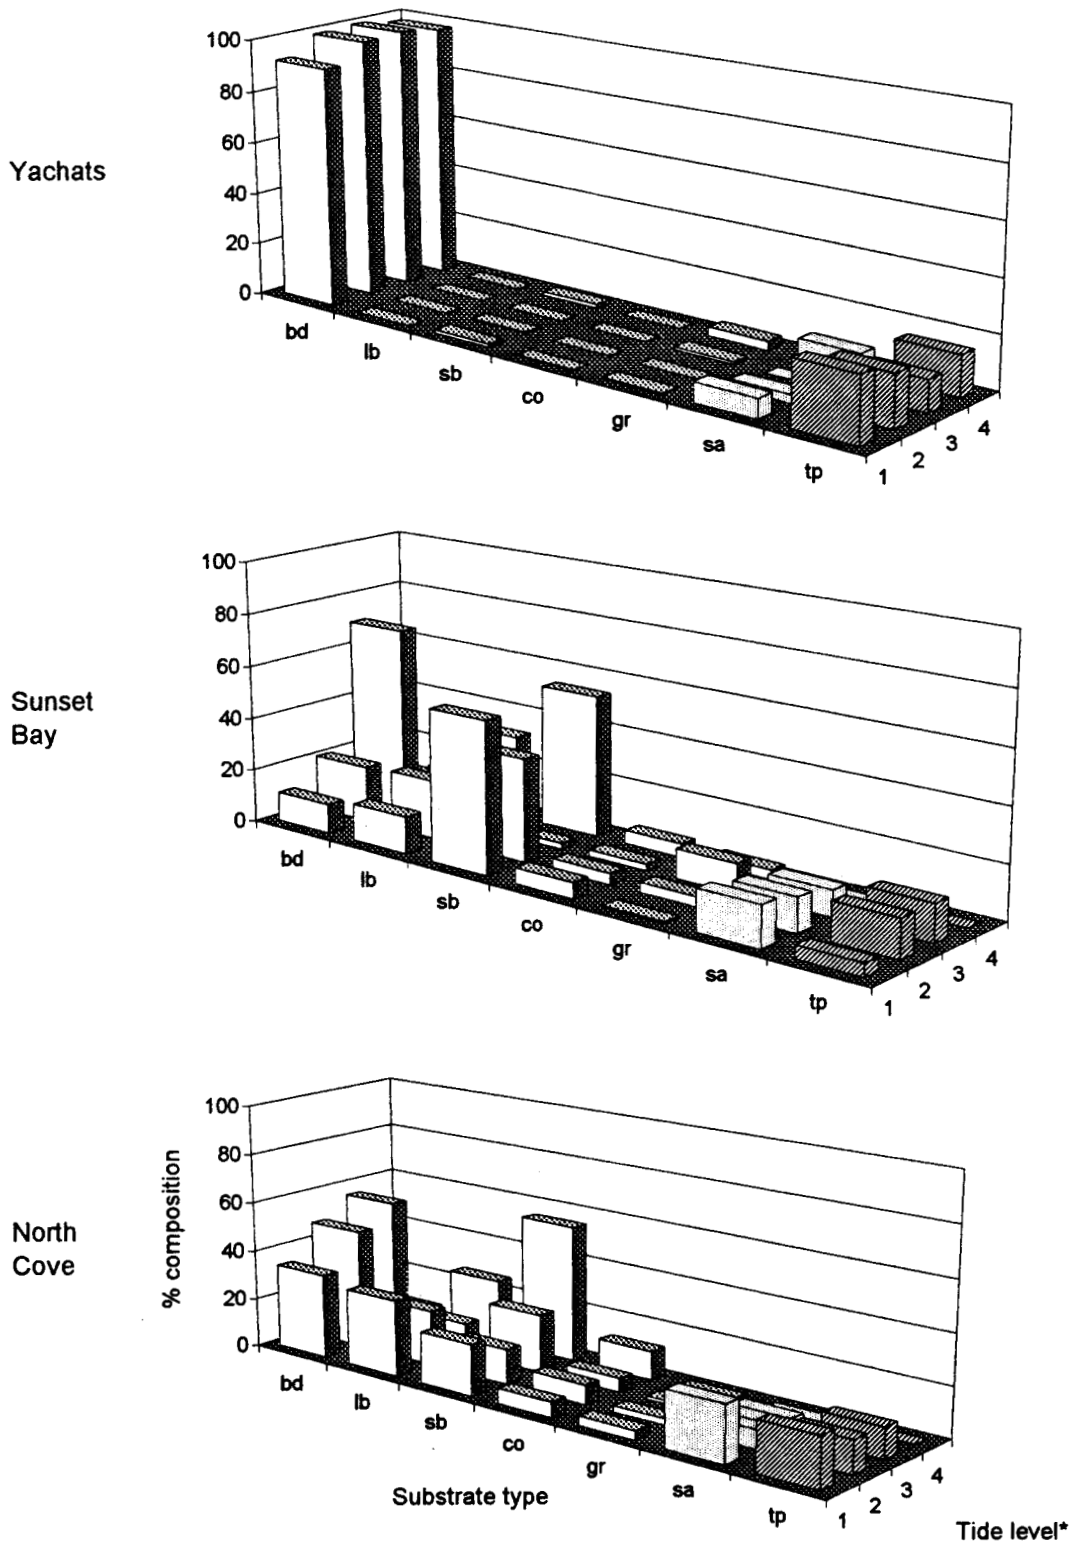 100
80
60
40
20
0
Yachats
bd
lb
sb
co
gr
sa
tp
1
2
3
4
100
80
60
40
20
0
Sunset
Bay
bd
lb
sb
co
gr
sa
tp
1
2
3
4
100
80
60
40
20
0
% composition
North
Cove
bd
lb
sb
co
gr
sa
tp
1
2
3
4
Substrate type
Tide level*